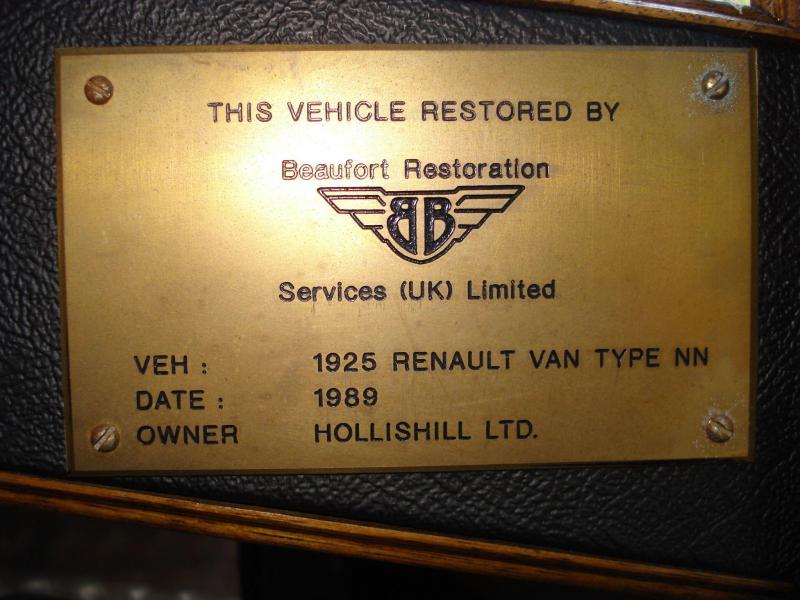 THIS VEHICLE RESTORED BY
Beaufort Restoration
BB
Services (UK) Limited
VEH : 1925 RENAULT VAN TYPE NN
DATE : 1989
OWNER HOLLISHILL LTD.